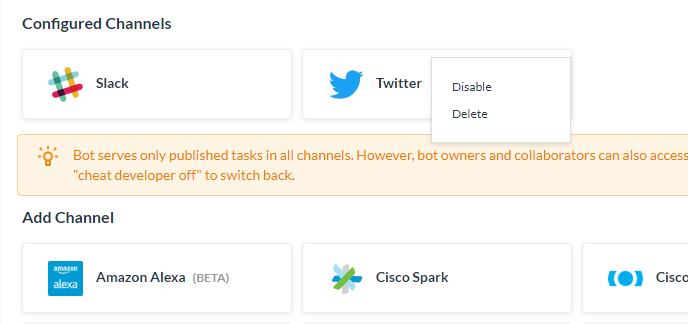 Configured Channels
Slack
Twitter
Disable
Delete
Bot serves only published tasks in all channels. However, bot owners and collaborators can also access
"cheat developer off" to switch back.
Add Channel
amazon
alexa
Amazon Alexa (BETA)
Cisco Spark
Cisco